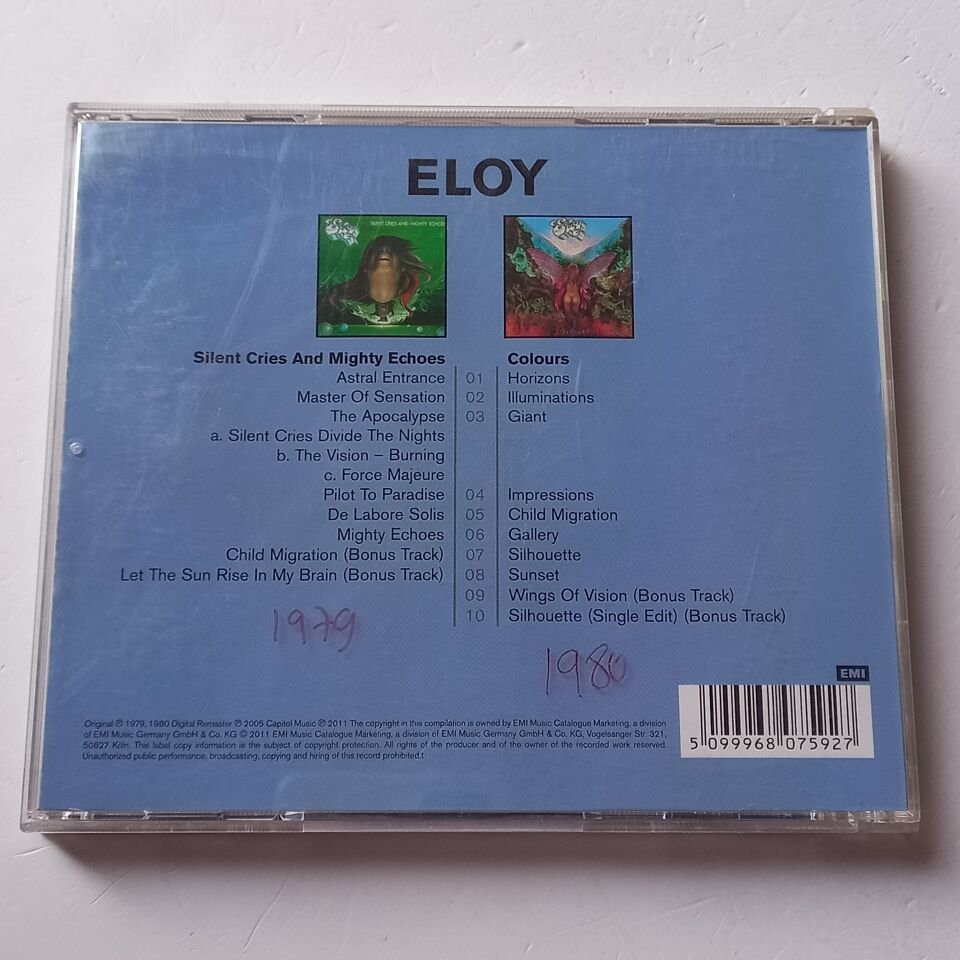 ELOY
SILENT CRIES AND MIGHTY ECHOES
Silent Cries And Mighty Echoes
Astral Entrance 01
Master Of Sensation 02
The Apocalypse 03
a. Silent Cries Divide The Nights
b. The Vision – Burning
c. Force Majeure
Pilot To Paradise 04
De Labore Solis 05
Mighty Echoes 06
Child Migration (Bonus Track) 07
Let The Sun Rise In My Brain (Bonus Track) 08
09
10
1979
Colours
Horizons
Illuminations
Giant
Impressions
Child Migration
Gallery
Silhouette
Sunset
Wings Of Vision (Bonus Track)
Silhouette (Single Edit) (Bonus Track)
1980
EMI
Original ℗ 1979, 1980 Digital Remaster ℗ 2005 Capitol Music ℗ 2011 The copyright in this compilation is owned by EMI Music Catalogue Marketing, a division
of EMI Music Germany GmbH & Co. KG © 2011 EMI Music Catalogue Marketing, a division of EMI Music Germany GmbH & Co. KG, Vogelsanger Str. 321,
50827 Köln. This label copy information is the subject of copyright protection. All rights of the producer and of the owner of the recorded work reserved.
Unauthorized public performance, broadcasting, copying and hiring of this record prohibited.t
5 099968 075927